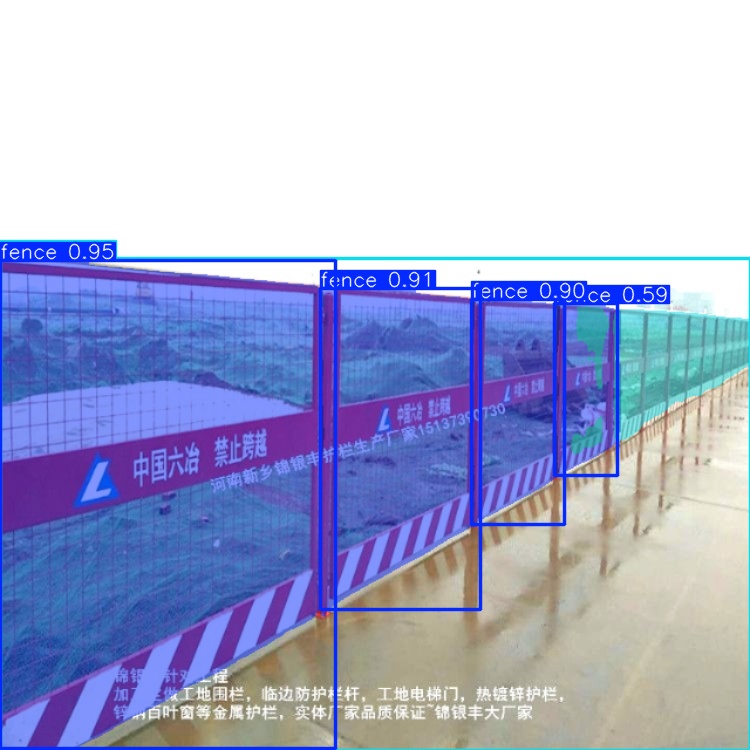 fence 0.95
fence 0.91
fence 0.90
nce 0.59
中国六冶 禁止跨越
中国六冶 禁止跨越
河南新乡锦银丰护栏生产厂家15137390730
加工定做工地围栏，临边防护栏杆，工地电梯门，热镀锌护栏，
锌钢百叶窗等金属护栏，实体厂家品质保证~锦银丰大厂家